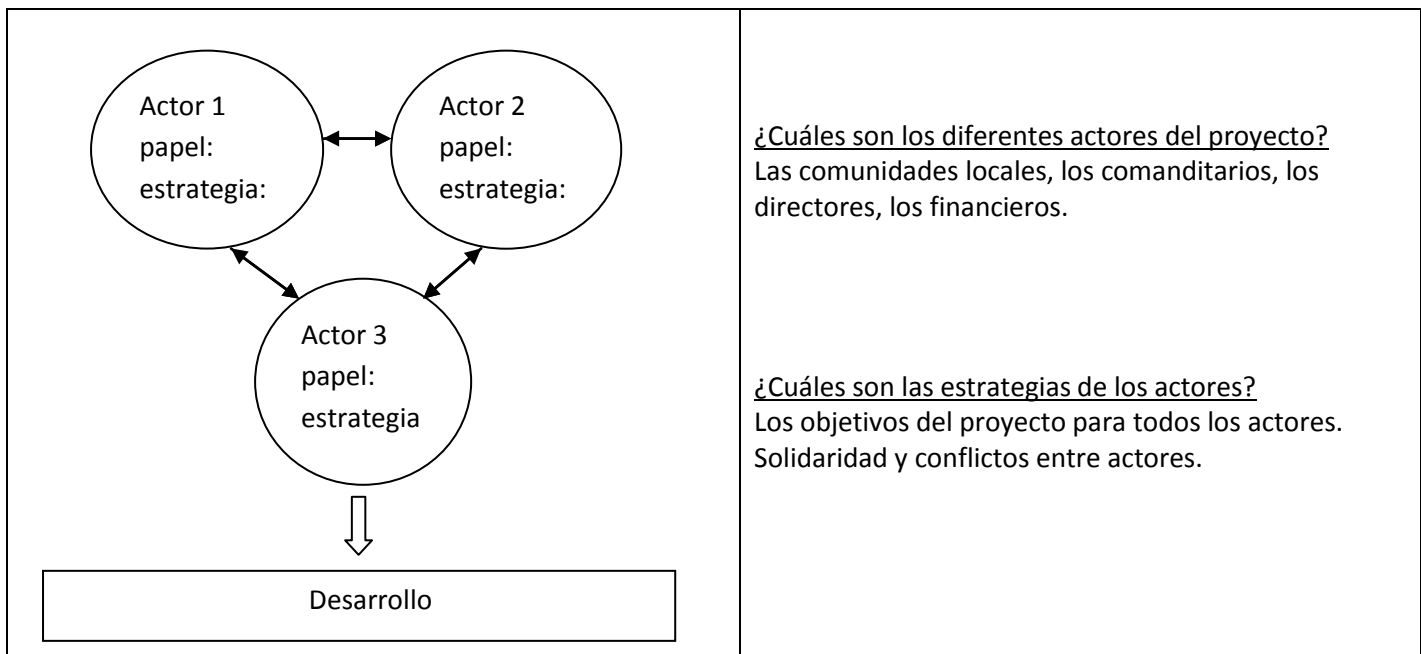 Actor 1
papel:
estrategia:
Actor 2
papel:
estrategia:
Actor 3
papel:
estrategia
Desarrollo
¿Cuáles son los diferentes actores del proyecto?
Las comunidades locales, los comanditarios, los
directores, los financieros.
¿Cuáles son las estrategias de los actores?
Los objetivos del proyecto para todos los actores.
Solidaridad y conflictos entre actores.